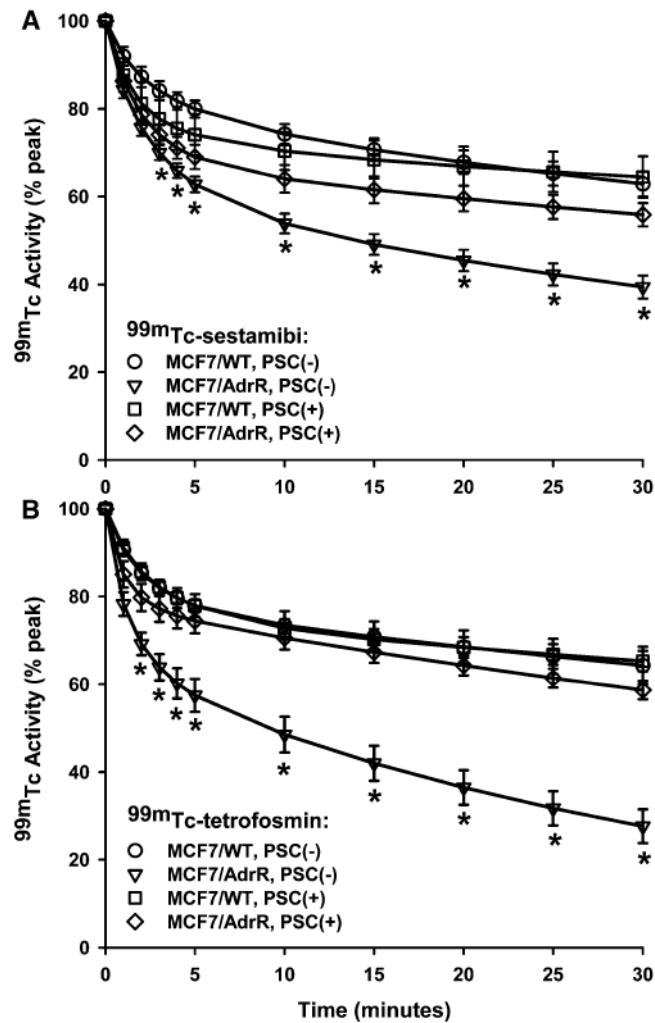 A
100
80
60
40
20
0
99mTc Activity (% peak)
* * * * * * * *
99mTc-sestamibi:
MCF7/WT, PSC(-)
MCF7/AdrR, PSC(-)
MCF7/WT, PSC(+)
MCF7/AdrR, PSC(+)
0 5 10 15 20 25 30
B
100
80
60
40
20
0
99mTc Activity (% peak)
* * * * * * * * *
99mTc-tetrofosmin:
MCF7/WT, PSC(-)
MCF7/AdrR, PSC(-)
MCF7/WT, PSC(+)
MCF7/AdrR, PSC(+)
0 5 10 15 20 25 30
Time (minutes)